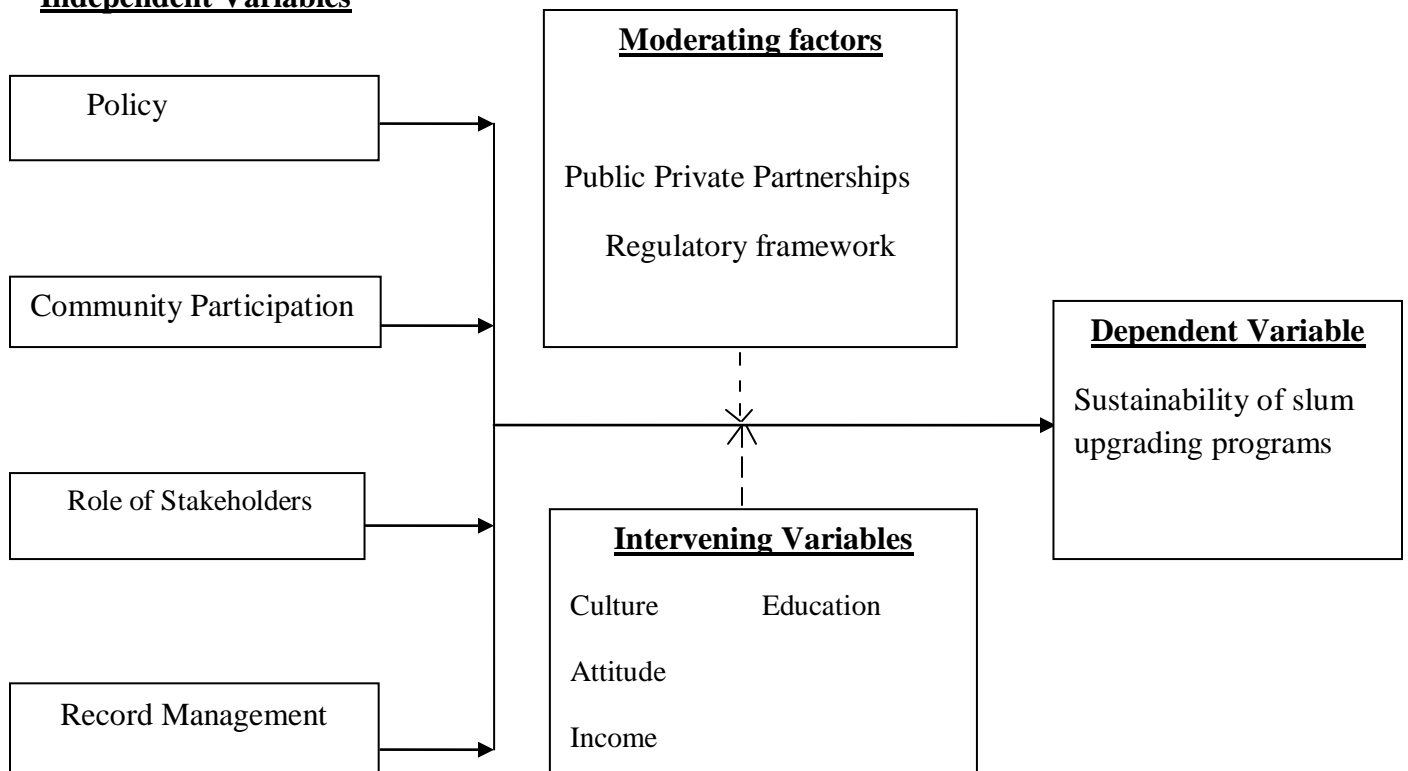 Independent Variables
Policy
Community Participation
Role of Stakeholders
Record Management
Moderating factors
Public Private Partnerships
Regulatory framework
Intervening Variables
Culture Education
Attitude
Income
Dependent Variable
Sustainability of slum
upgrading programs